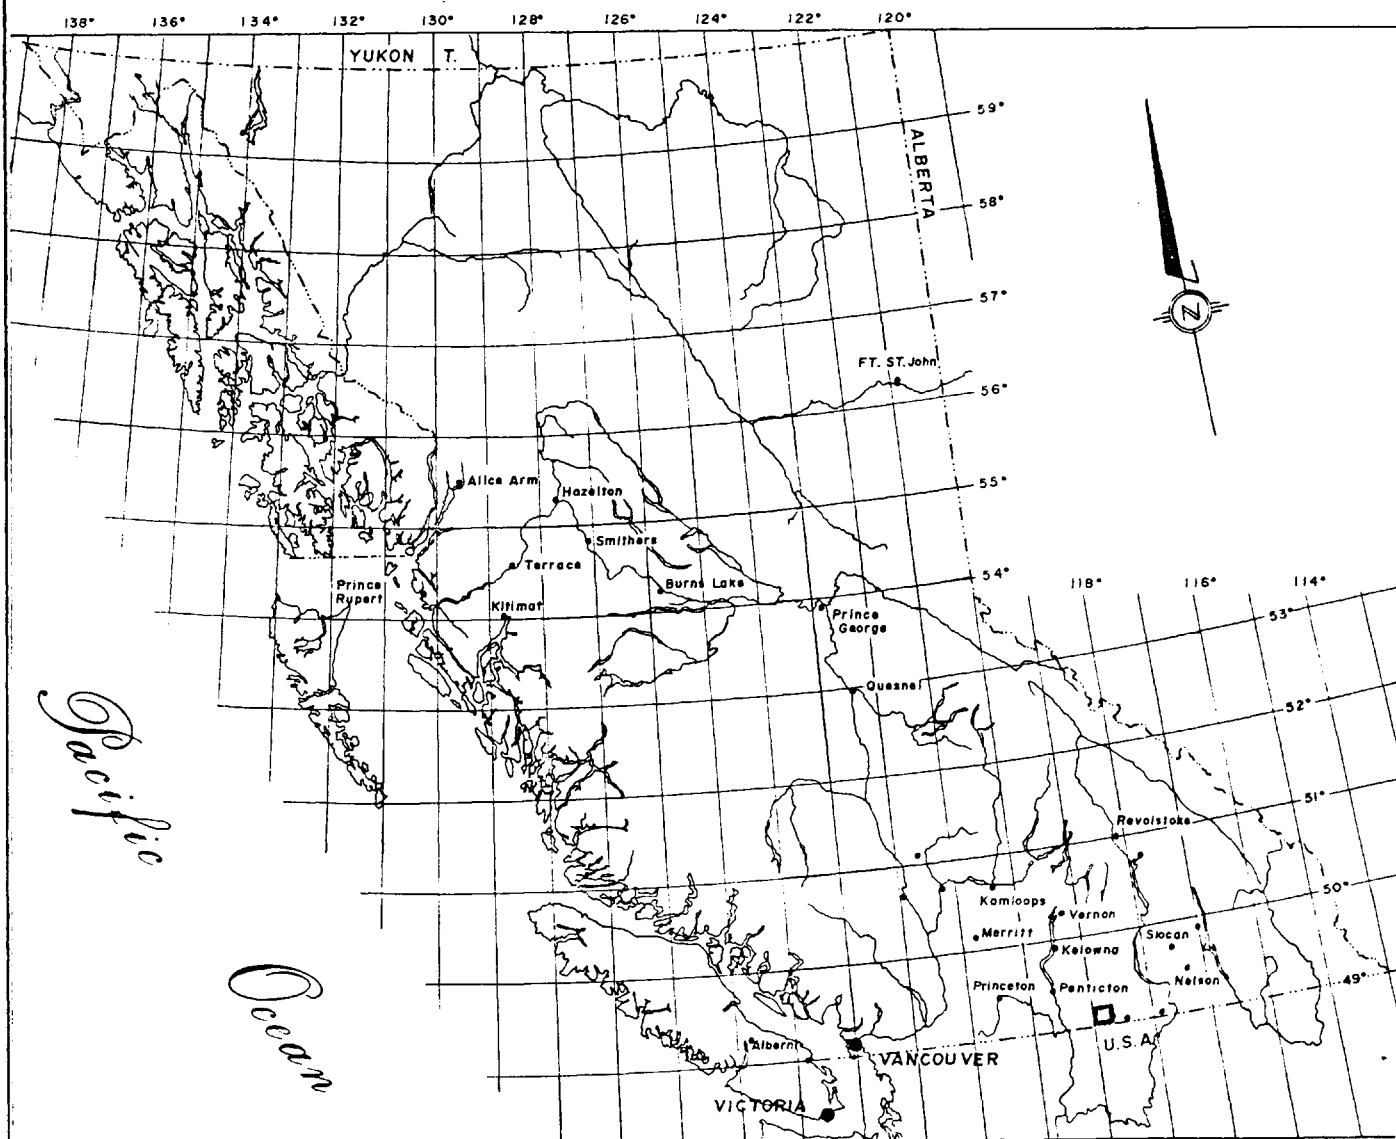 138° 136° 134° 132° 130° 128° 126° 124° 122° 120°
YUKON T.
59°
ALBERTA
58°
57°
FT. ST. John
56°
Alice Arm
Hazelton
55°
Smithers
Terrace
Burns Lake
54°
118° 116° 114°
Prince
Rupert
Kitimat
Prince
George
53°
Quesnel
52°
Pacific
51°
Revelstoke
50°
Kamloops
Vernon
Merritt
Slocan
Kelowna
Ocean
Nelson
49°
Princeton
Penticton
U.S.A.
Alberni
VANCOUVER
VICTORIA
N